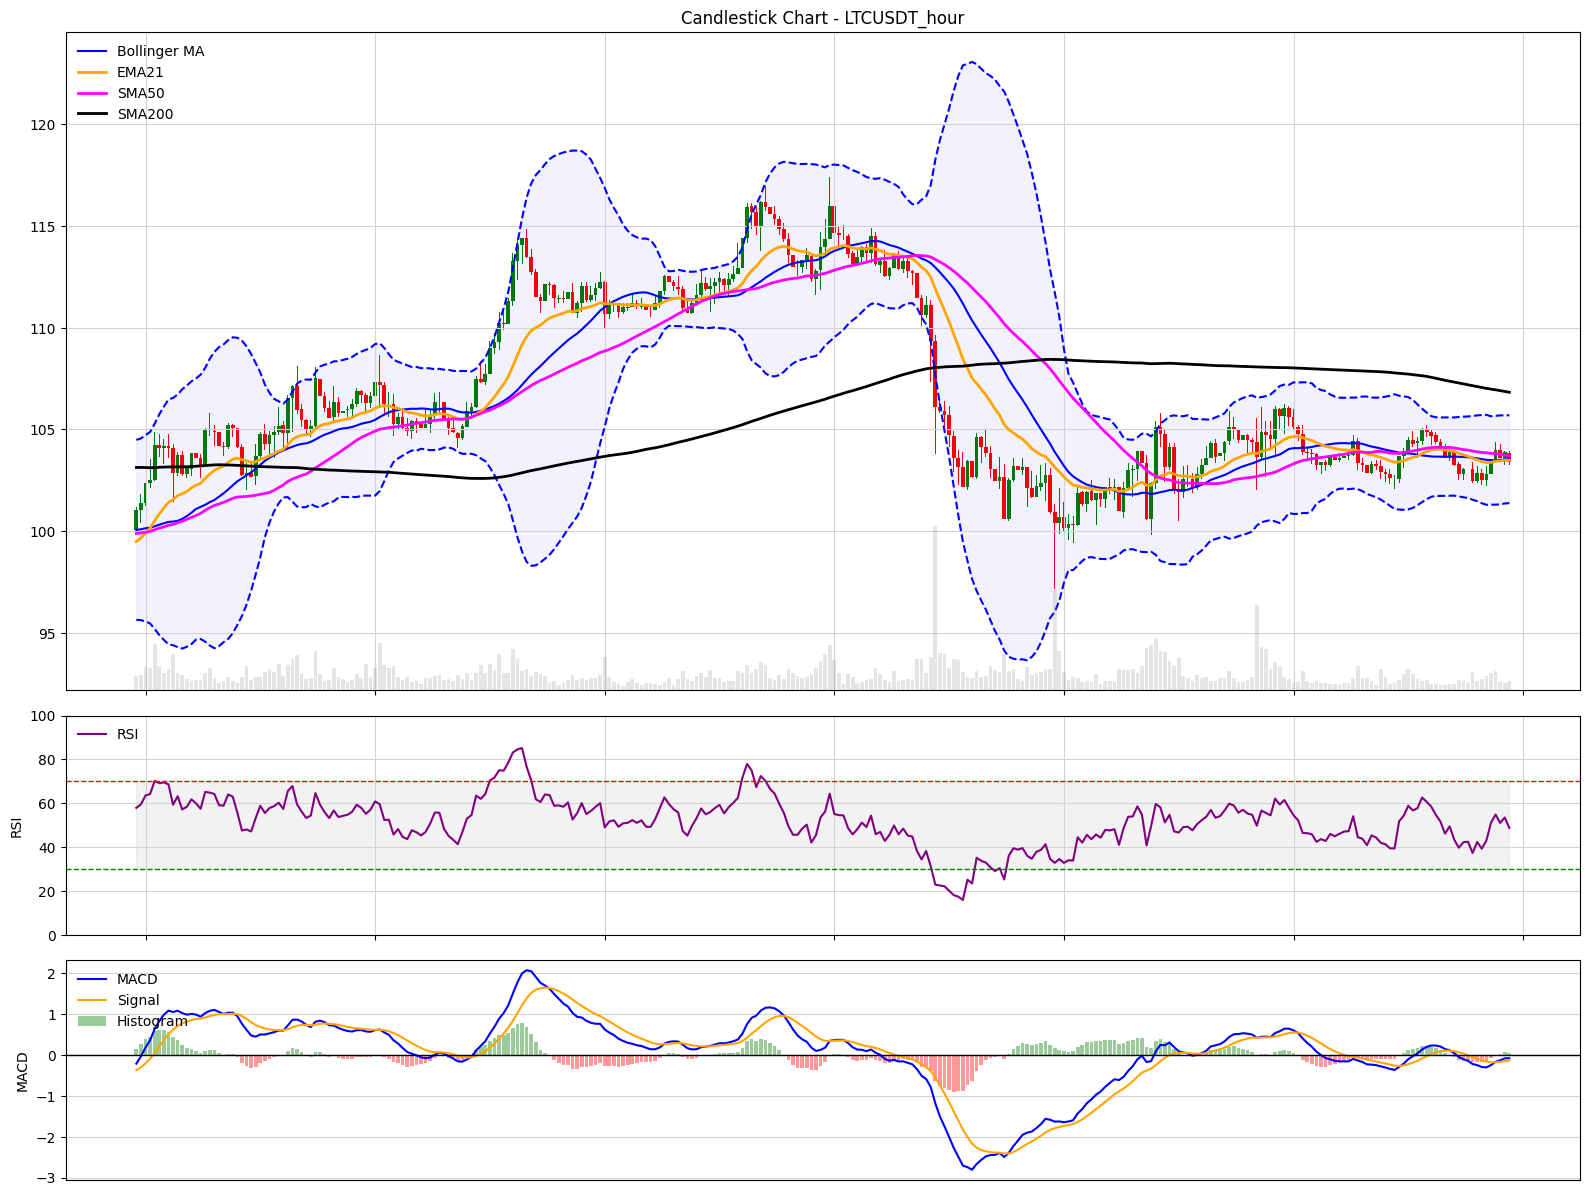 Candlestick Chart - LTCUSDT_hour
Bollinger MA
EMA21
SMA50
SMA200
120
115
110
105
100
95
RSI
100
80
60
40
20
0
RSI
MACD
Signal
Histogram
2
1
0
−1
−2
−3
MACD